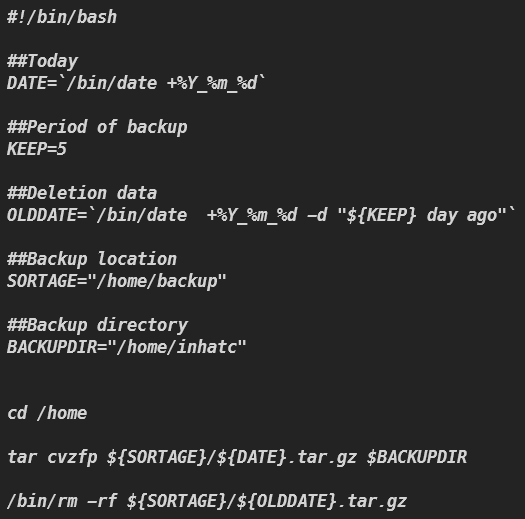 #!/bin/bash
##Today
DATE=`/bin/date +%Y_%m_%d`
##Period of backup
KEEP=5
##Deletion data
OLDDATE=`/bin/date  +%Y_%m_%d -d "${KEEP} day ago"`
##Backup location
SORTAGE="/home/backup"
##Backup directory
BACKUPDIR="/home/inhatc"
cd /home
tar cvzfp ${SORTAGE}/${DATE}.tar.gz $BACKUPDIR
/bin/rm -rf ${SORTAGE}/${OLDDATE}.tar.gz